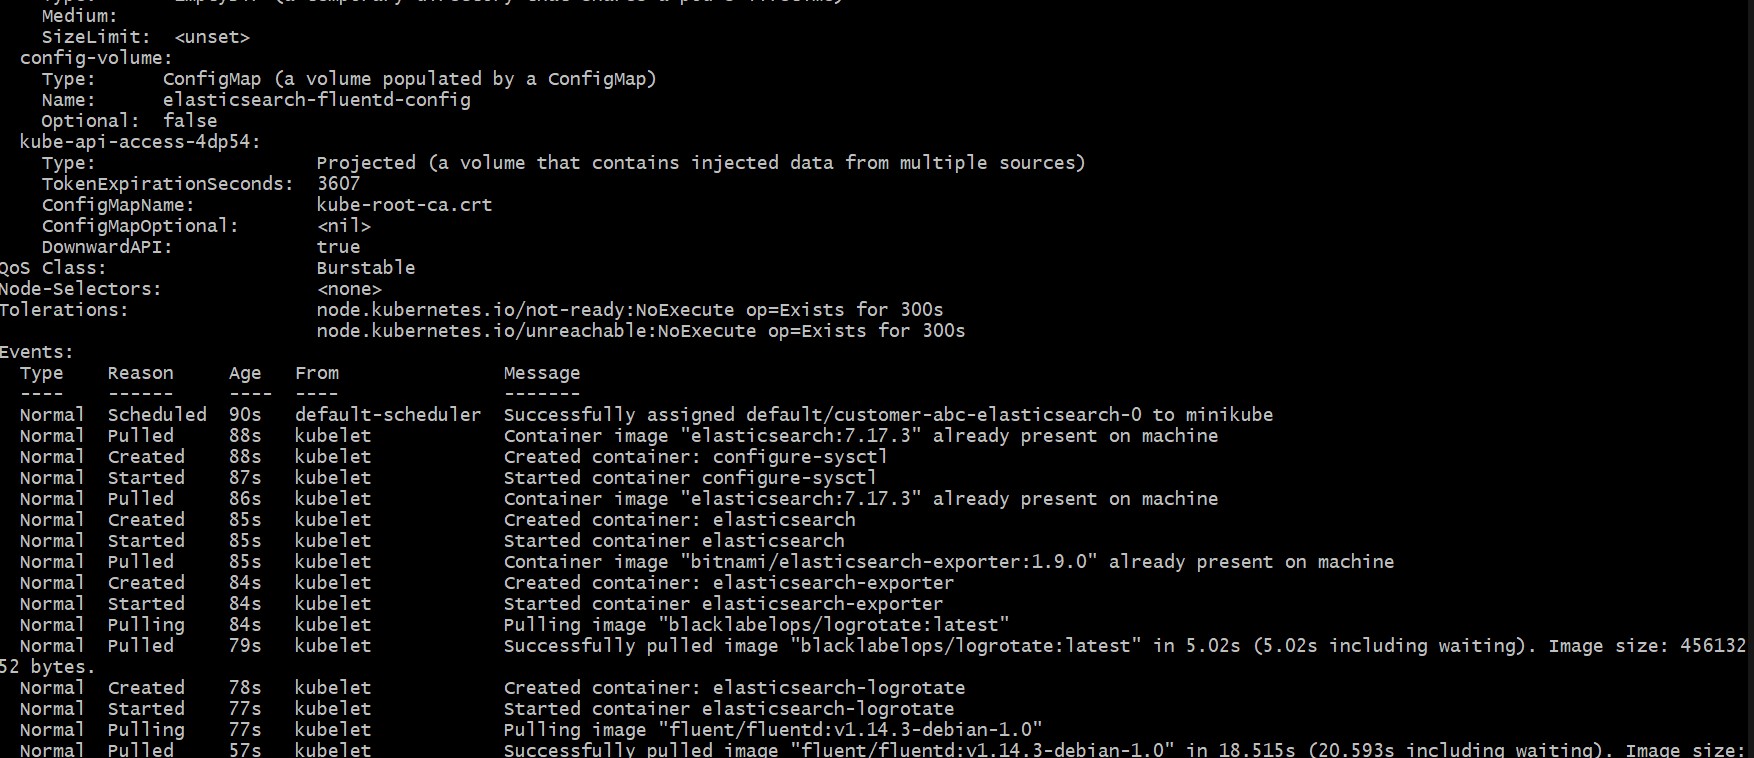 Type: EmptyDir (a temporary directory that shares a pod's lifetime)
Medium:
SizeLimit: <unset>
config-volume:
Type: ConfigMap (a volume populated by a ConfigMap)
Name: elasticsearch-fluentd-config
Optional: false
kube-api-access-4dp54:
Type: Projected (a volume that contains injected data from multiple sources)
TokenExpirationSeconds: 3607
ConfigMapName: kube-root-ca.crt
ConfigMapOptional: <nil>
DownwardAPI: true
QoS Class: Burstable
Node-Selectors: <none>
Tolerations: node.kubernetes.io/not-ready:NoExecute op=Exists for 300s
node.kubernetes.io/unreachable:NoExecute op=Exists for 300s
Events:
Type Reason Age From Message
---- ------ ---- ---- -------
Normal Scheduled 90s default-scheduler Successfully assigned default/customer-abc-elasticsearch-0 to minikube
Normal Pulled 88s kubelet Container image "elasticsearch:7.17.3" already present on machine
Normal Created 88s kubelet Created container: configure-sysctl
Normal Started 87s kubelet Started container configure-sysctl
Normal Pulled 86s kubelet Container image "elasticsearch:7.17.3" already present on machine
Normal Created 85s kubelet Created container: elasticsearch
Normal Started 85s kubelet Started container elasticsearch
Normal Pulled 85s kubelet Container image "bitnami/elasticsearch-exporter:1.9.0" already present on machine
Normal Created 84s kubelet Created container: elasticsearch-exporter
Normal Started 84s kubelet Started container elasticsearch-exporter
Normal Pulling 84s kubelet Pulling image "blacklabelops/logrotate:latest"
Normal Pulled 79s kubelet Successfully pulled image "blacklabelops/logrotate:latest" in 5.02s (5.02s including waiting). Image size: 456132
52 bytes.
Normal Created 78s kubelet Created container: elasticsearch-logrotate
Normal Started 77s kubelet Started container elasticsearch-logrotate
Normal Pulling 77s kubelet Pulling image "fluent/fluentd:v1.14.3-debian-1.0"
Normal Pulled 57s kubelet Successfully pulled image "fluent/fluentd:v1.14.3-debian-1.0" in 18.515s (20.593s including waiting). Image size: